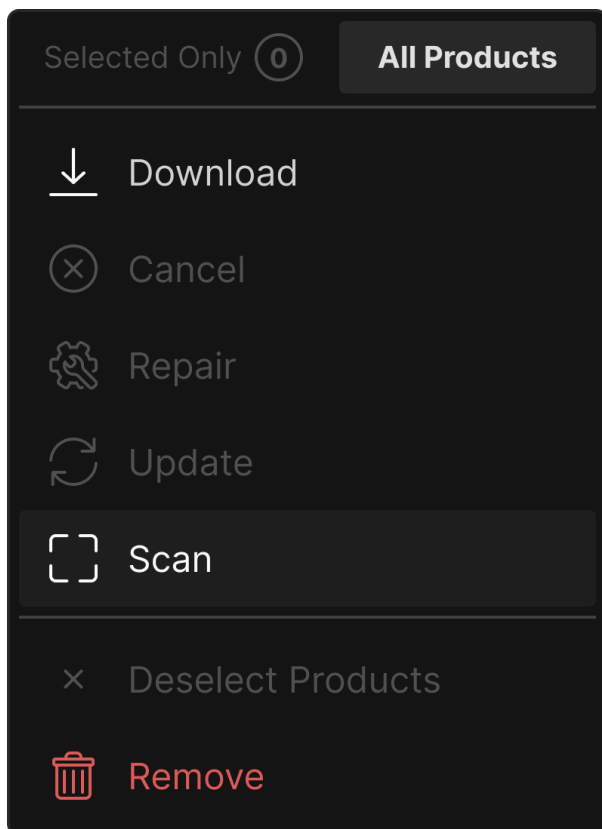 Selected Only 0 All Products
Download
Cancel
Repair
Update
Scan
Deselect Products
Remove